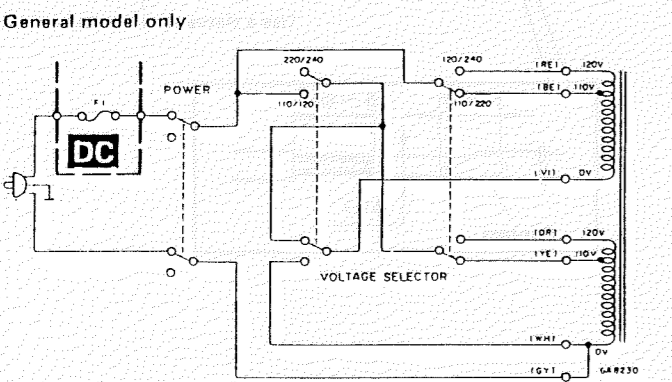 General model only
220/240
120/240
(RE)
120V
POWER
(BE)
110V
F1
110/120
110/220
DC
(VI)
0V
(OR)
120V
(YE)
110V
VOLTAGE SELECTOR
(WH)
0V
(GY)
GA8230